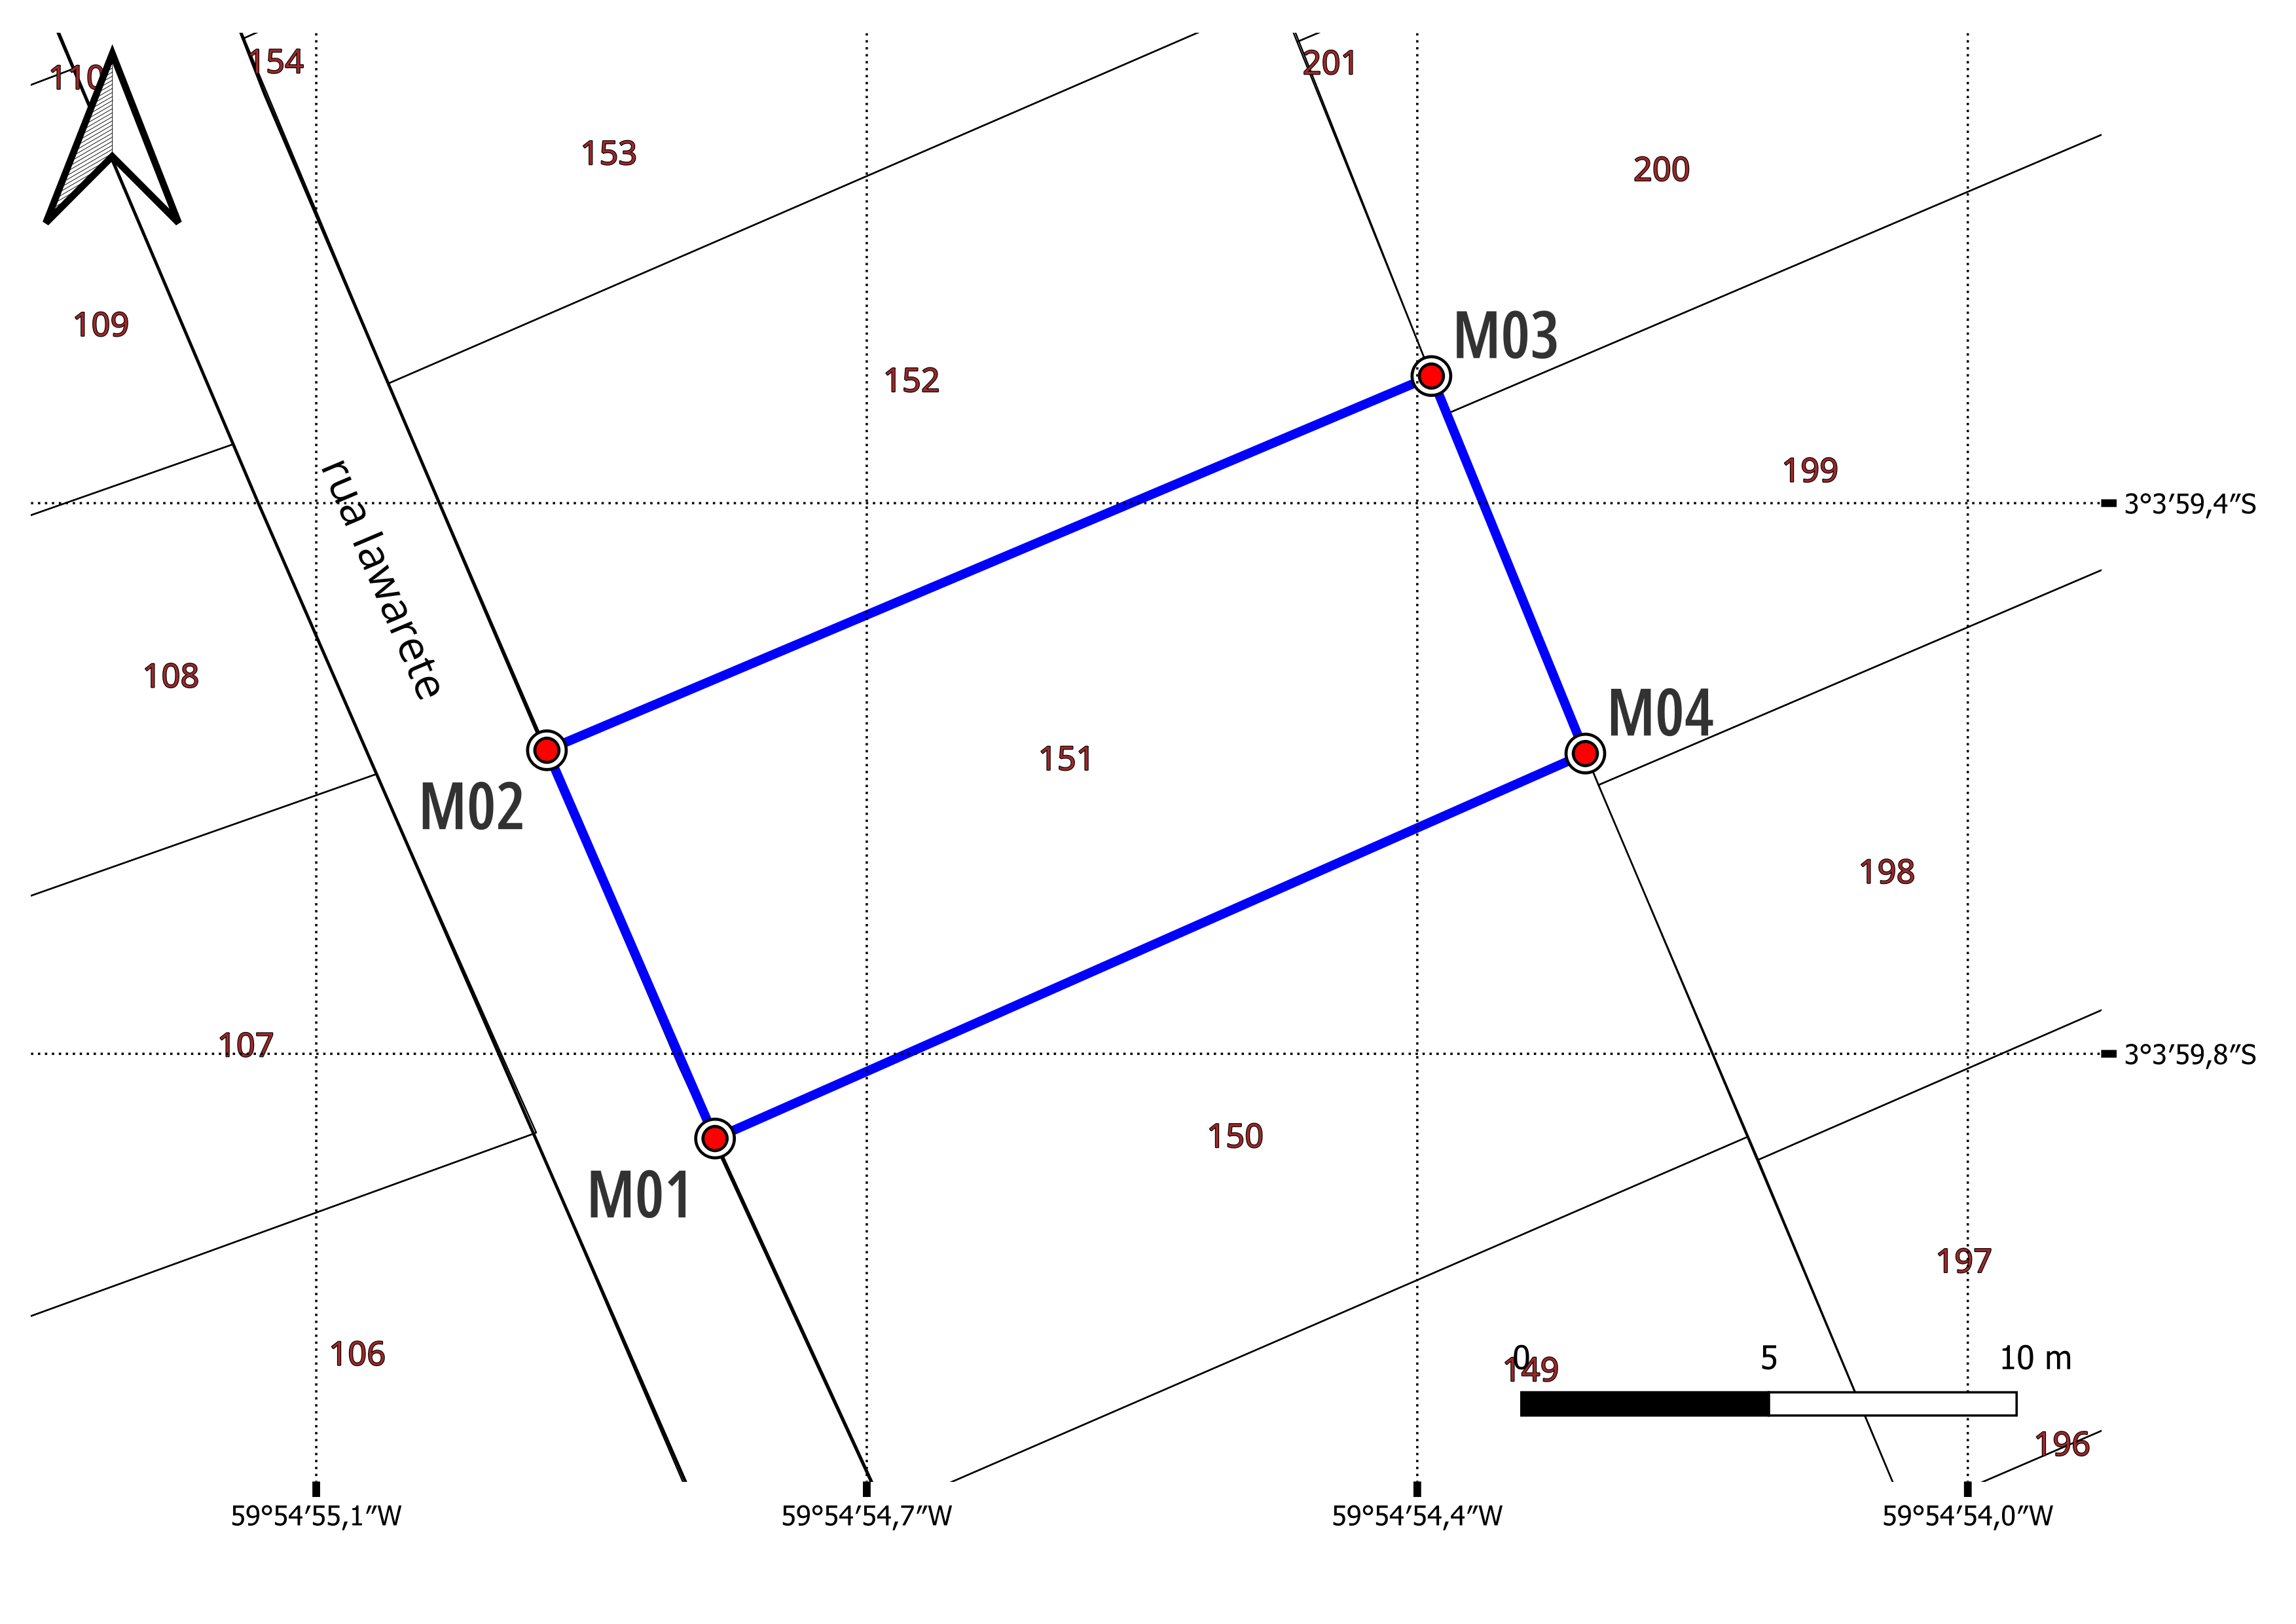 110
154
201
153
200
109
M03
152
199
3°3′59,4″S
rua lawarete
108
M04
151
M02
198
107
3°3′59,8″S
150
M01
197
106
0 5 10 m
149
196
59°54′55,1″W 59°54′54,7″W 59°54′54,4″W 59°54′54,0″W